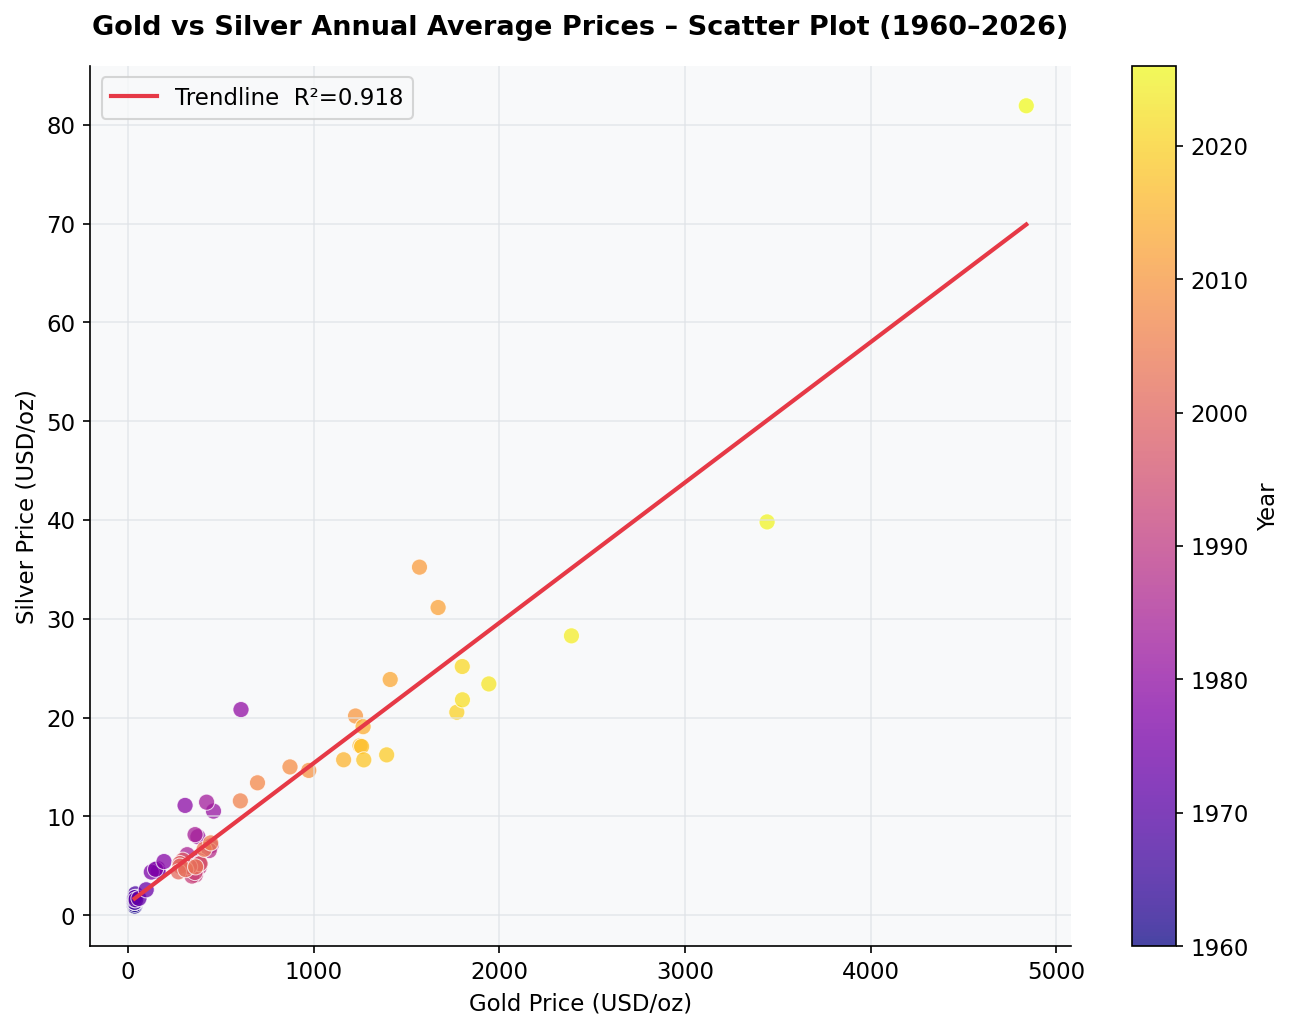 Gold vs Silver Annual Average Prices – Scatter Plot (1960–2026)
Trendline R²=0.918
Silver Price (USD/oz)
80
70
60
50
40
30
20
10
0
0 1000 2000 3000 4000 5000
Gold Price (USD/oz)
2020
2010
2000
1990
1980
1970
1960
Year